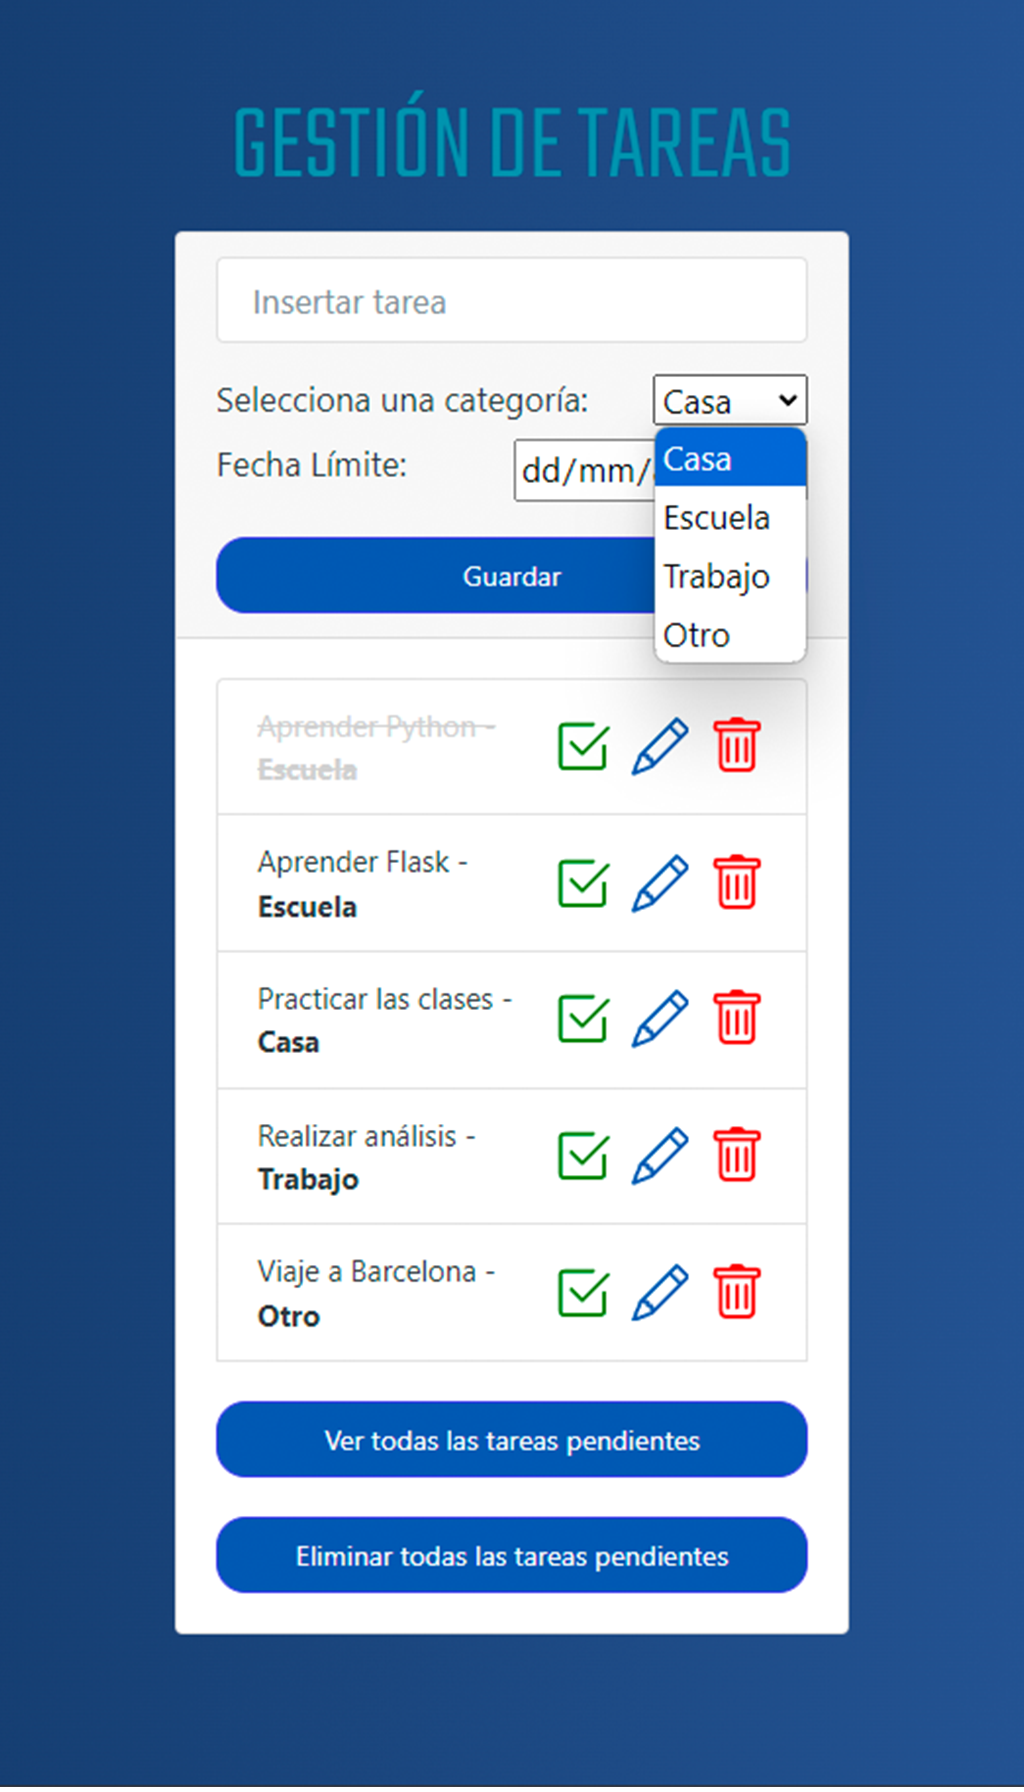 GESTIÓN DE TAREAS
Insertar tarea
Selecciona una categoría:
Casa
Casa
Escuela
Trabajo
Otro
Fecha Límite:
dd/mm/
Guardar
Aprender Python -
Escuela
Aprender Flask -
Escuela
Practicar las clases -
Casa
Realizar análisis -
Trabajo
Viaje a Barcelona -
Otro
Ver todas las tareas pendientes
Eliminar todas las tareas pendientes